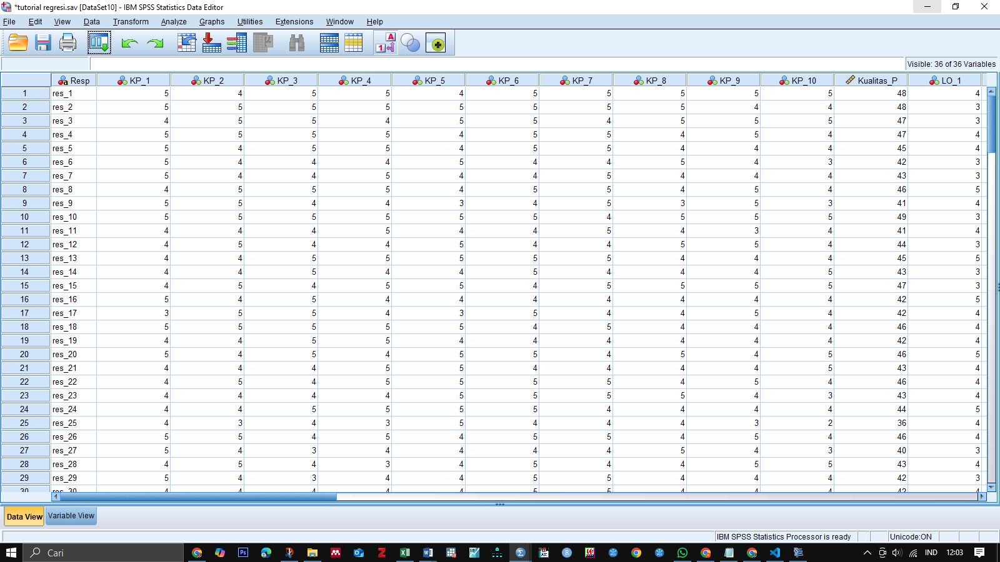 *tutorial regresi.sav [DataSet10] - IBM SPSS Statistics Data Editor
File Edit View Data Transform Analyze Graphs Utilities Extensions Window Help
Visible: 36 of 36 Variables
Resp KP_1 KP_2 KP_3 KP_4 KP_5 KP_6 KP_7 KP_8 KP_9 KP_10 Kualitas_P LO_1
1 res_1 5 4 5 5 4 5 5 5 5 5 48 4
2 res_2 5 5 5 5 5 5 5 5 4 4 48 3
3 res_3 4 5 5 4 5 5 4 5 5 5 47 3
4 res_4 5 5 5 5 4 5 5 4 5 4 47 4
5 res_5 5 4 5 5 4 5 5 4 4 4 45 4
6 res_6 5 4 4 4 5 4 4 5 4 3 42 3
7 res_7 5 4 4 5 4 4 5 4 4 4 43 3
8 res_8 4 5 5 4 5 5 5 4 5 4 46 5
9 res_9 5 5 4 4 3 4 5 3 5 3 41 4
10 res_10 5 5 5 5 5 5 4 5 5 5 49 3
11 res_11 4 4 4 5 4 4 5 4 3 4 41 4
12 res_12 4 5 4 4 5 4 4 5 5 4 44 3
13 res_13 4 4 5 5 5 5 5 4 4 4 45 5
14 res_14 4 4 5 4 4 5 4 4 4 5 43 3
15 res_15 4 5 4 5 5 4 5 5 5 5 47 3
16 res_16 5 4 5 4 4 4 4 4 4 4 42 5
17 res_17 3 5 5 4 3 5 4 4 5 4 42 4
18 res_18 5 5 5 5 5 4 5 4 4 4 46 4
19 res_19 4 4 5 5 4 4 4 4 4 4 42 4
20 res_20 5 4 5 4 5 5 4 5 4 5 46 5
21 res_21 4 4 4 5 5 4 4 4 4 5 43 4
22 res_22 4 5 4 5 5 5 5 4 5 4 46 4
23 res_23 4 4 4 4 5 5 5 5 4 3 43 4
24 res_24 4 4 5 5 5 5 4 4 4 4 44 5
25 res_25 4 3 4 3 5 4 4 4 3 2 36 4
26 res_26 5 5 4 5 4 5 5 4 5 4 46 4
27 res_27 5 4 3 4 4 4 4 5 4 3 40 3
28 res_28 4 5 4 3 4 5 4 4 5 5 43 4
29 res_29 5 4 3 4 4 5 5 4 4 4 42 3
30 res_30 4 4 4 4 4 5 5 4 4 4 42 4
Data View Variable View
IBM SPSS Statistics Processor is ready Unicode:ON
Cari IND 12:03